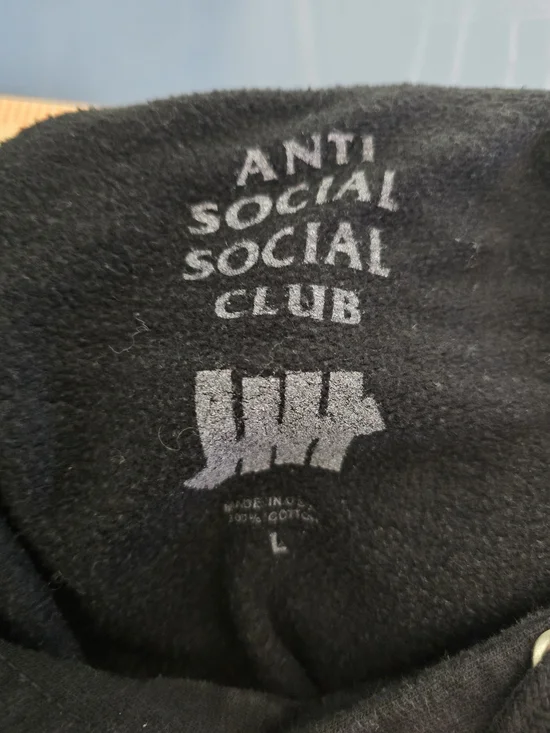 ANTI
SOCIAL
SOCIAL
CLUB
MADE IN USA
100% COTTON
L